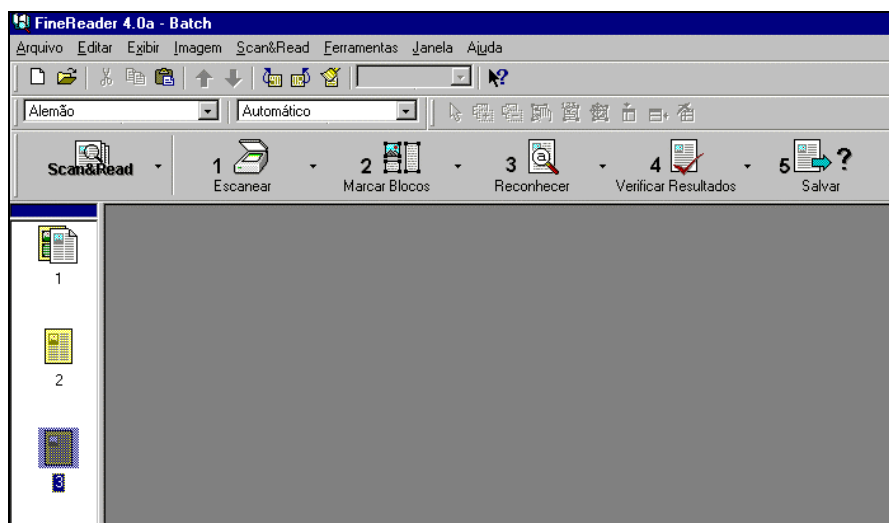 FineReader 4.0a - Batch
Arquivo Editar Exibir Imagem Scan&Read Ferramentas Janela Ajuda
Alemão Automático
Scan&Read 1 Escanear 2 Marcar Blocos 3 Reconhecer 4 Verificar Resultados 5 Salvar
1
2
3